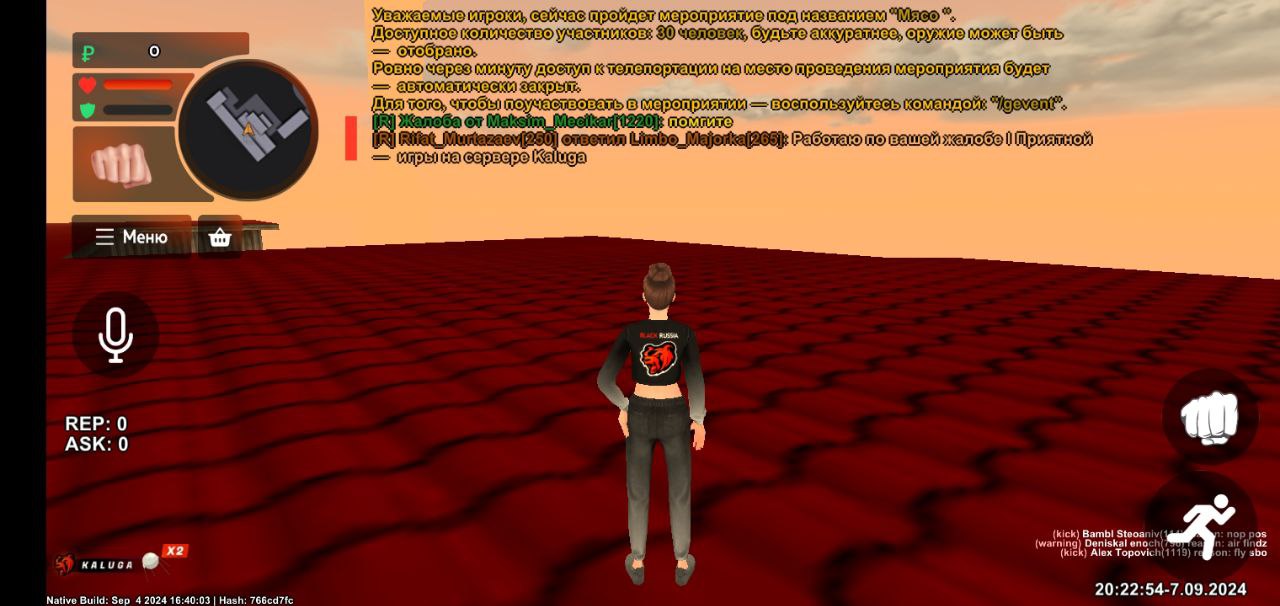 Уважаемые игроки, сейчас пройдет мероприятие под названием "Мясо ".
Доступное количество участников: 30 человек, будьте аккуратнее, оружие может быть
— отобрано.
Ровно через минуту доступ к телепортации на место проведения мероприятия будет
— автоматически закрыт.
Для того, чтобы поучаствовать в мероприятии — воспользуйтесь командой: "/gevent".
[R] Жалоба от Maksim_Mecikar[1220]: помгите
[R] Rifat_Murtazaev[250] ответил Limbo_Majorka[265]: Работаю по вашей жалобе | Приятной
— игры на сервере Kaluga
₽ 0
Меню
BLACK RUSSIA
REP: 0
ASK: 0
(kick) Bambl Steoaniv nop pos
(warning) Deniskal air findz
(kick) Alex Topovich(1119) reason: fly sbo
KALUGA X2
20:22:54-7.09.2024
Native Build: Sep 4 2024 16:40:03 | Hash: 766cd7fc